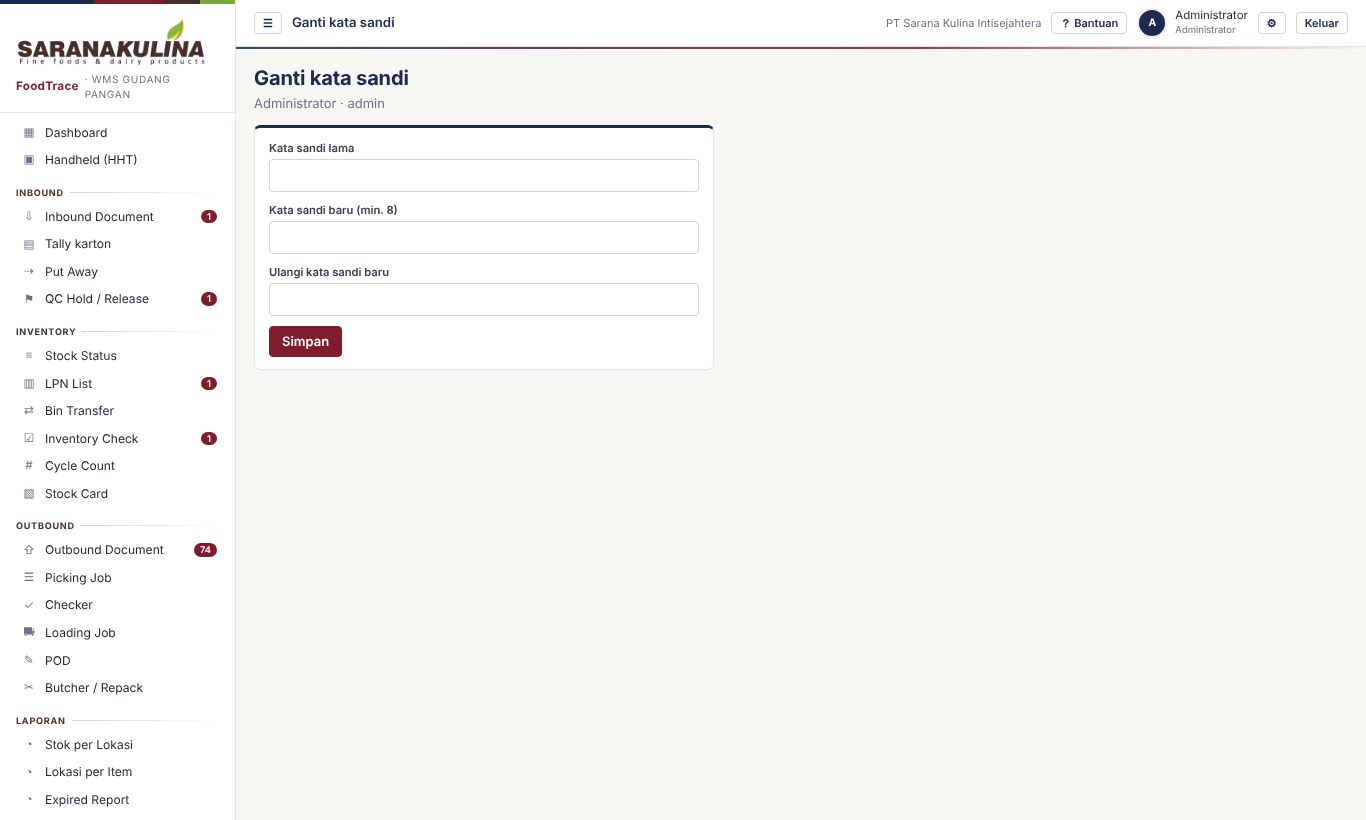 SARANAKULINA
Fine foods & dairy products
FoodTrace · WMS GUDANG PANGAN
Dashboard
Handheld (HHT)
INBOUND
Inbound Document 1
Tally karton
Put Away
QC Hold / Release 1
INVENTORY
Stock Status
LPN List 1
Bin Transfer
Inventory Check 1
# Cycle Count
Stock Card
OUTBOUND
Outbound Document 74
Picking Job
Checker
Loading Job
POD
Butcher / Repack
LAPORAN
Stok per Lokasi
Lokasi per Item
Expired Report
Ganti kata sandi
PT Sarana Kulina Intisejahtera
? Bantuan
A
Administrator
Administrator
Keluar
Ganti kata sandi
Administrator · admin
Kata sandi lama
Kata sandi baru (min. 8)
Ulangi kata sandi baru
Simpan